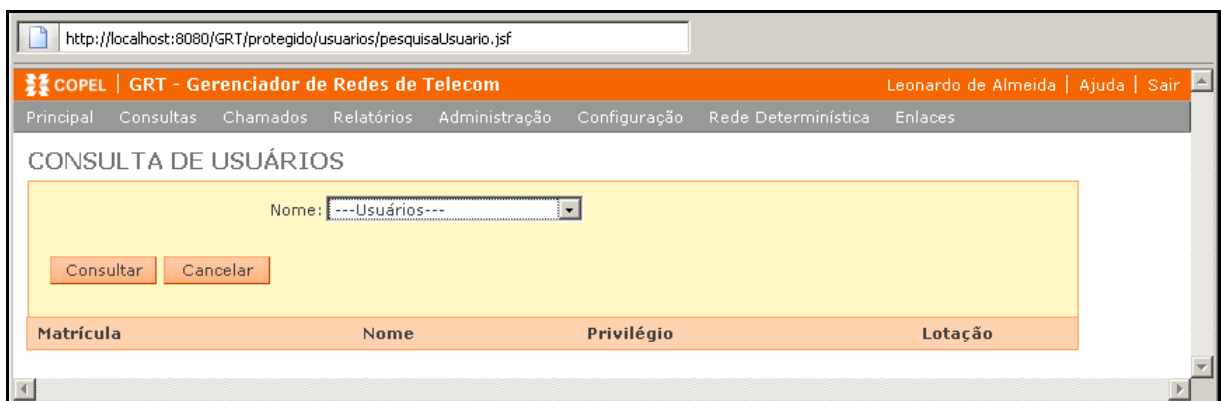 http://localhost:8080/GRT/protegido/usuarios/pesquisaUsuario.jsf
COPEL | GRT - Gerenciador de Redes de Telecom Leonardo de Almeida | Ajuda | Sair
Principal Consultas Chamados Relatórios Administração Configuração Rede Determinística Enlaces
CONSULTA DE USUÁRIOS
Nome: ---Usuários---
Consultar Cancelar
Matrícula Nome Privilégio Lotação